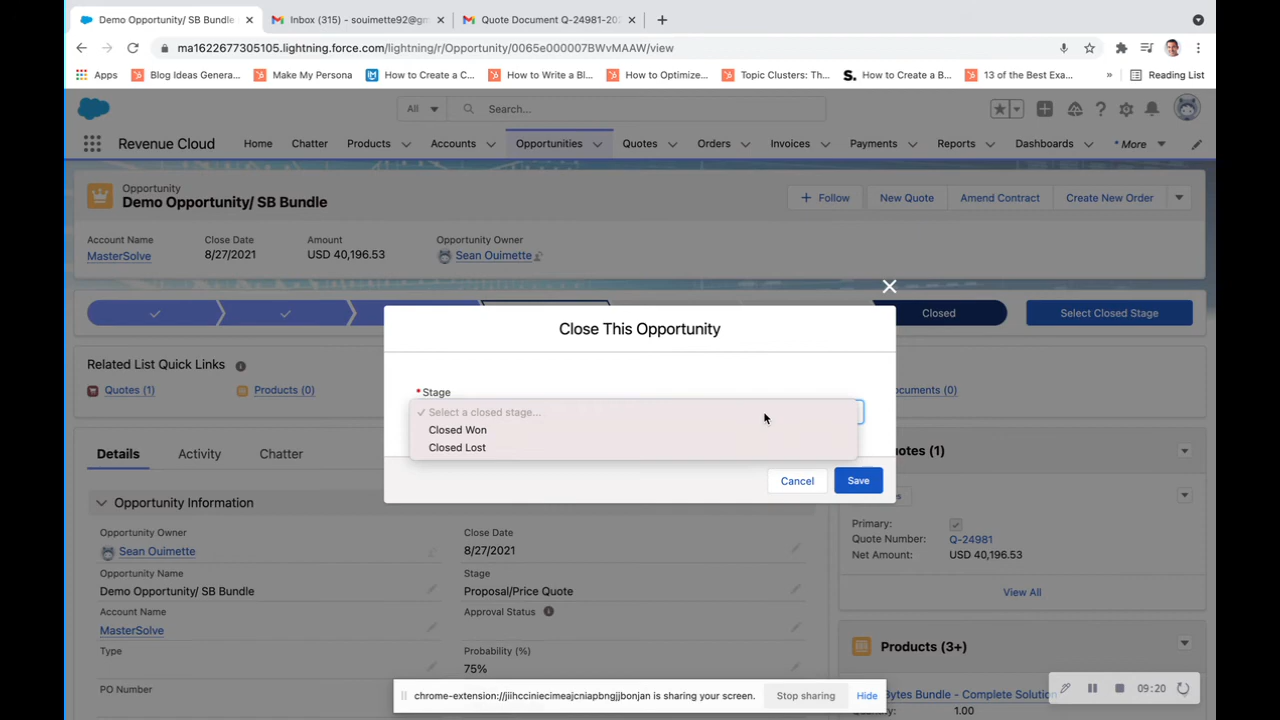 Demo Opportunity/ SB Bundle
Inbox (315) - souimette92@gm
Quote Document Q-24981-20
ma1622677305105.lightning.force.com/lightning/r/Opportunity/0065e000007BWvMAAW/view
Apps
Blog Ideas Genera...
Make My Persona
How to Create a C...
How to Write a Bl...
How to Optimize...
Topic Clusters: Th...
How to Create a B...
13 of the Best Exa...
»
Reading List
All
Search...
Revenue Cloud
Home
Chatter
Products
Accounts
Opportunities
Quotes
Orders
Invoices
Payments
Reports
Dashboards
* More
Opportunity
Demo Opportunity/ SB Bundle
+ Follow
New Quote
Amend Contract
Create New Order
Account Name
Close Date
Amount
Opportunity Owner
MasterSolve
8/27/2021
USD 40,196.53
Sean Ouimette
Closed
Select Closed Stage
Close This Opportunity
Related List Quick Links
Quotes (1)
Products (0)
ocuments (0)
* Stage
Select a closed stage...
Closed Won
Closed Lost
Cancel
Save
Details
Activity
Chatter
otes (1)
Opportunity Information
Opportunity Owner
Sean Ouimette
Close Date
8/27/2021
Opportunity Name
Demo Opportunity/ SB Bundle
Stage
Proposal/Price Quote
Account Name
MasterSolve
Approval Status
Type
Probability (%)
75%
PO Number
Primary:
Quote Number:
Q-24981
Net Amount:
USD 40,196.53
View All
Products (3+)
Bytes Bundle - Complete Solution
Quantity:
1.00
chrome-extension://jiihcciniecimeajcniapbngjjbonjan is sharing your screen.
Stop sharing
Hide
09:20